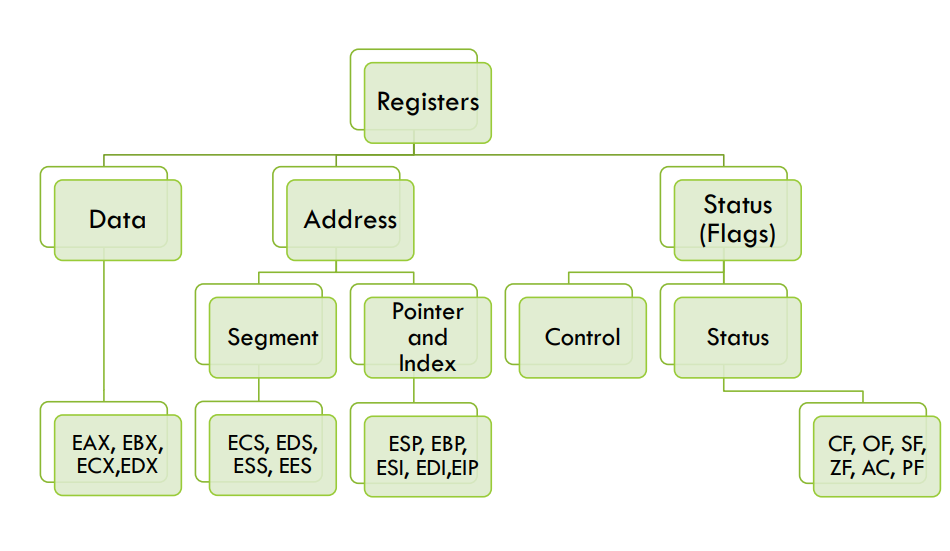 Registers
Data
Address
Status
(Flags)
Segment
Pointer
and
Index
Control
Status
EAX, EBX,
ECX,EDX
ECS, EDS,
ESS, EES
ESP, EBP,
ESI, EDI,EIP
CF, OF, SF,
ZF, AC, PF